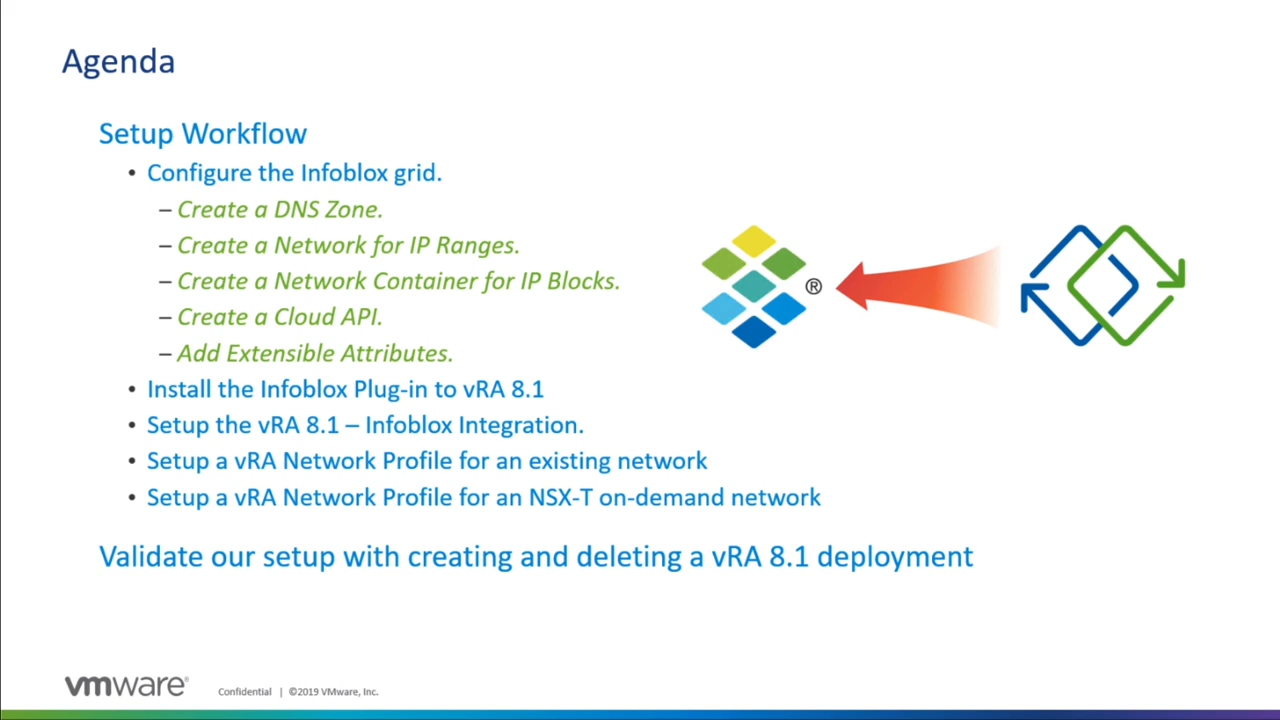 Agenda
Setup Workflow
• Configure the Infoblox grid.
– Create a DNS Zone.
– Create a Network for IP Ranges.
– Create a Network Container for IP Blocks.
– Create a Cloud API.
– Add Extensible Attributes.
®
• Install the Infoblox Plug-in to vRA 8.1
• Setup the vRA 8.1 – Infoblox Integration.
• Setup a vRA Network Profile for an existing network
• Setup a vRA Network Profile for an NSX-T on-demand network
Validate our setup with creating and deleting a vRA 8.1 deployment
vmware® Confidential | ©2019 VMware, Inc.